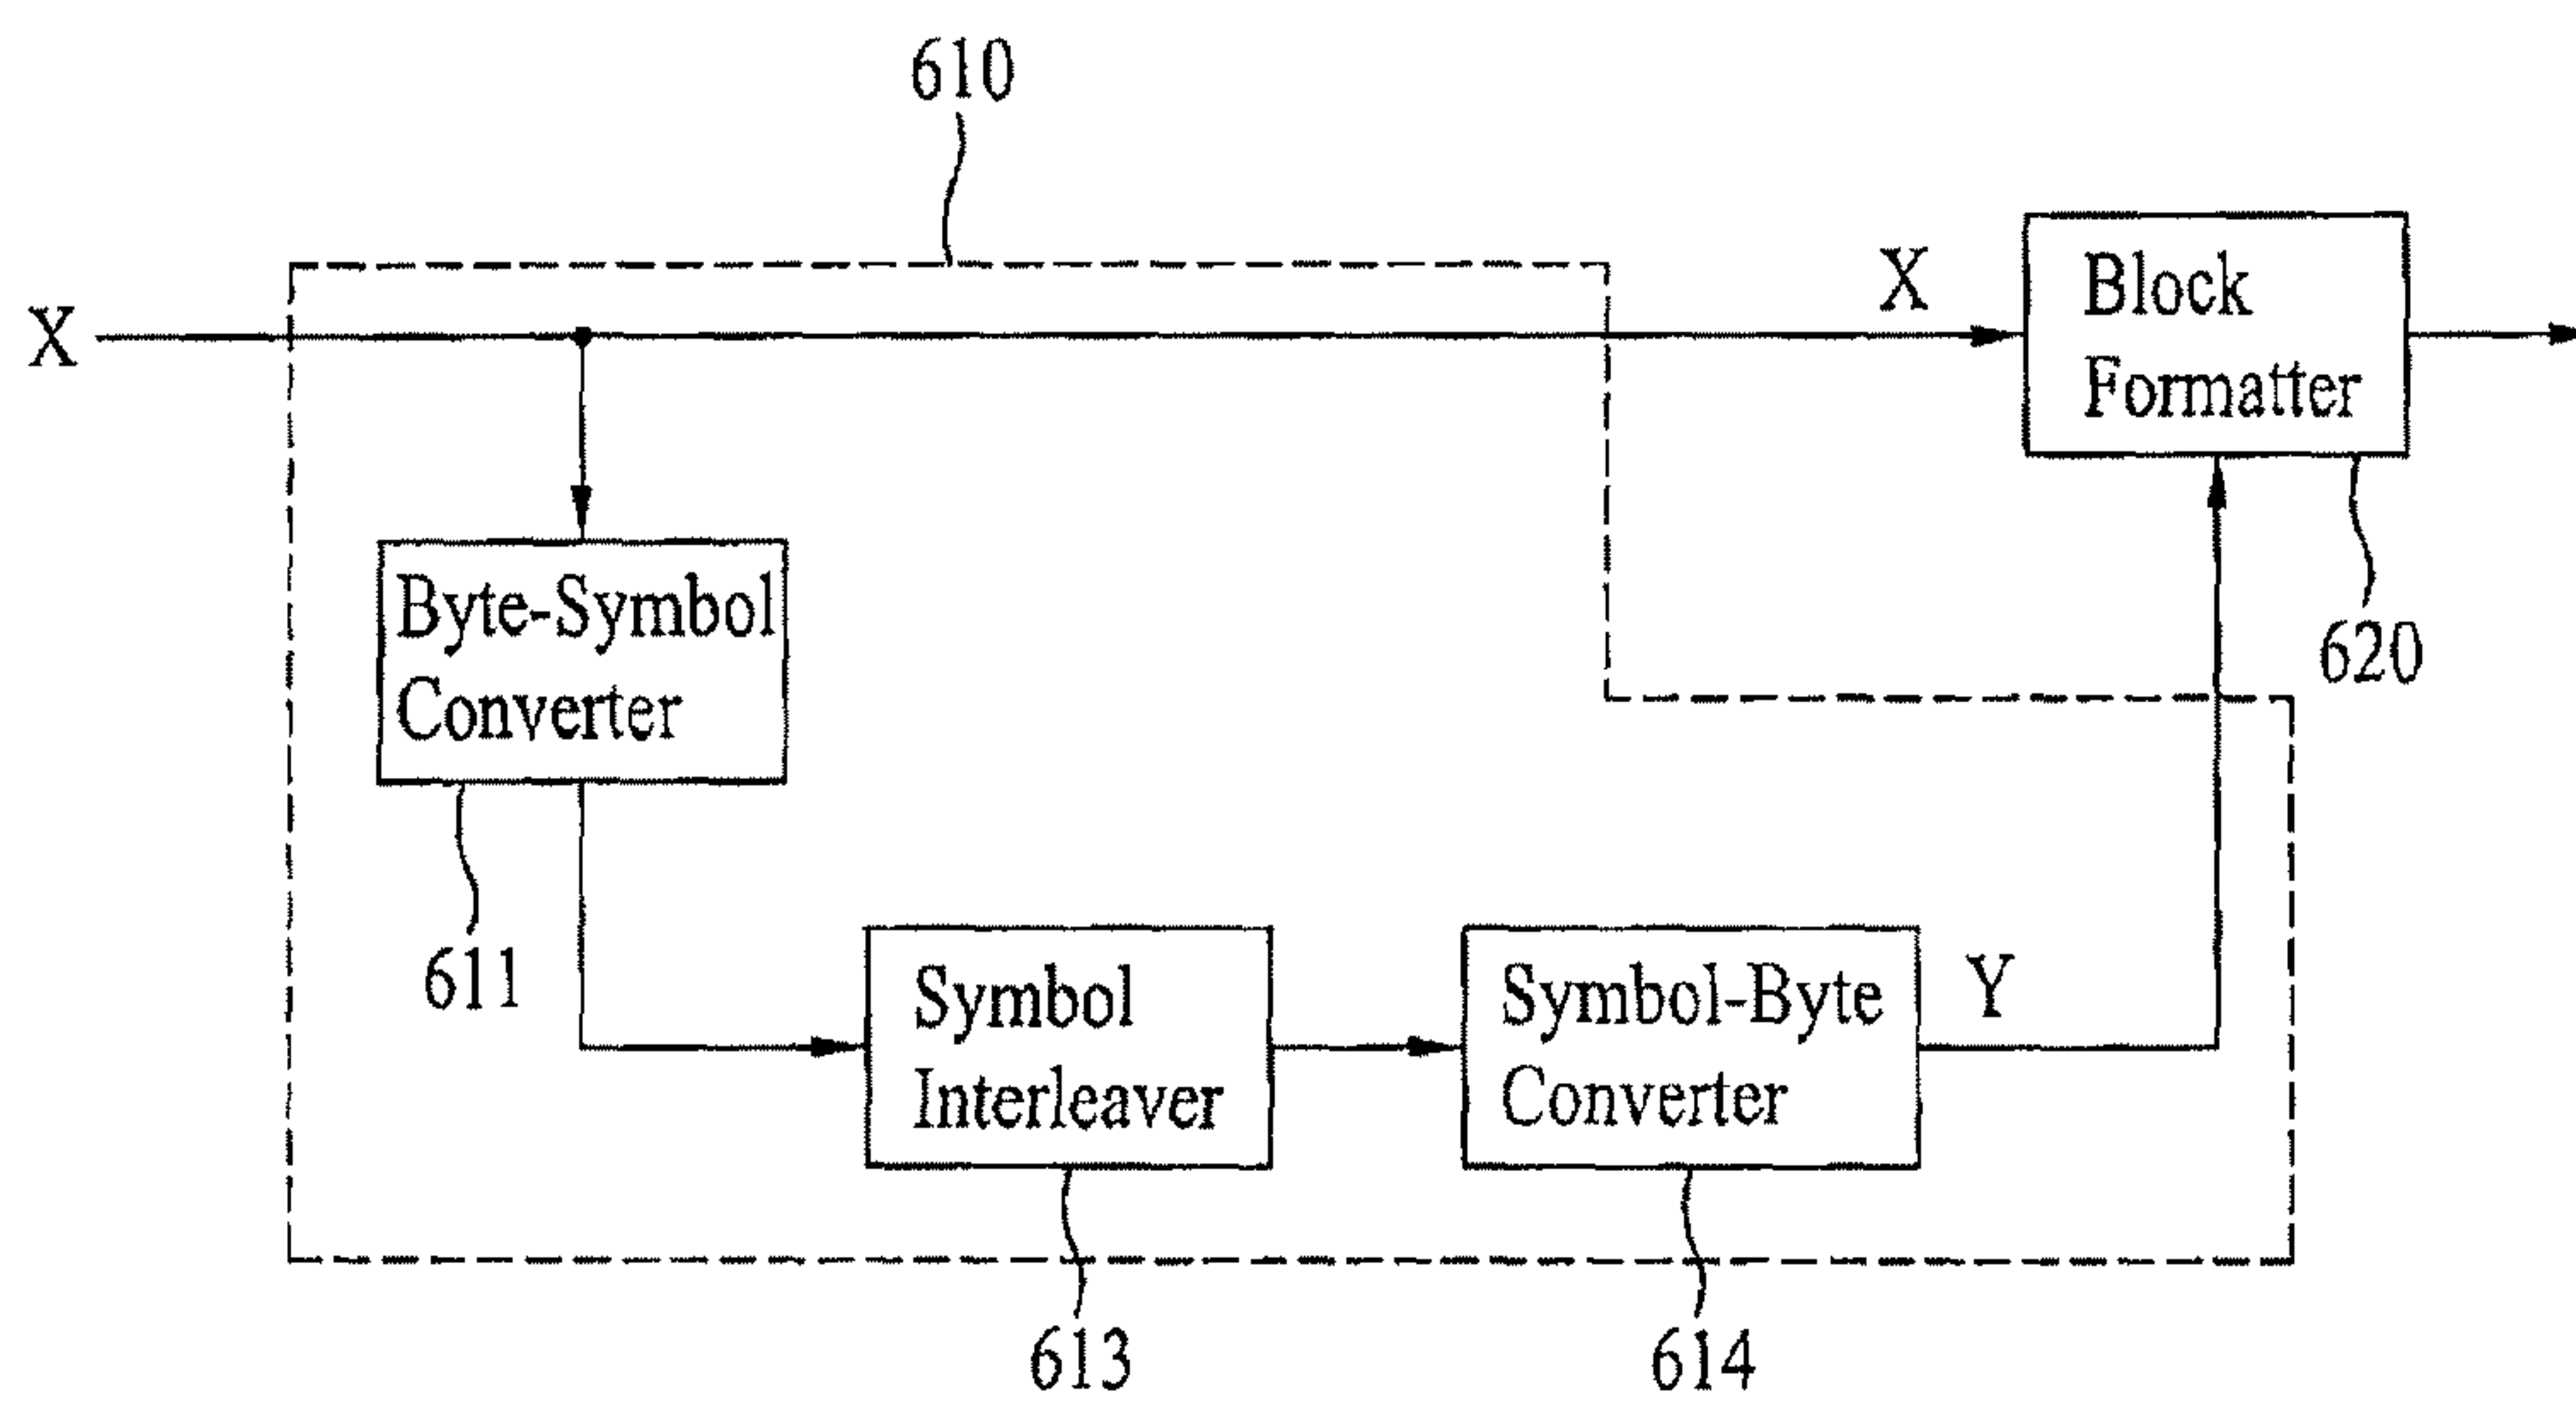 610
X
X
Block
Formatter
620
Byte-Symbol
Converter
611
Symbol
Interleaver
613
Symbol-Byte
Converter
614
Y